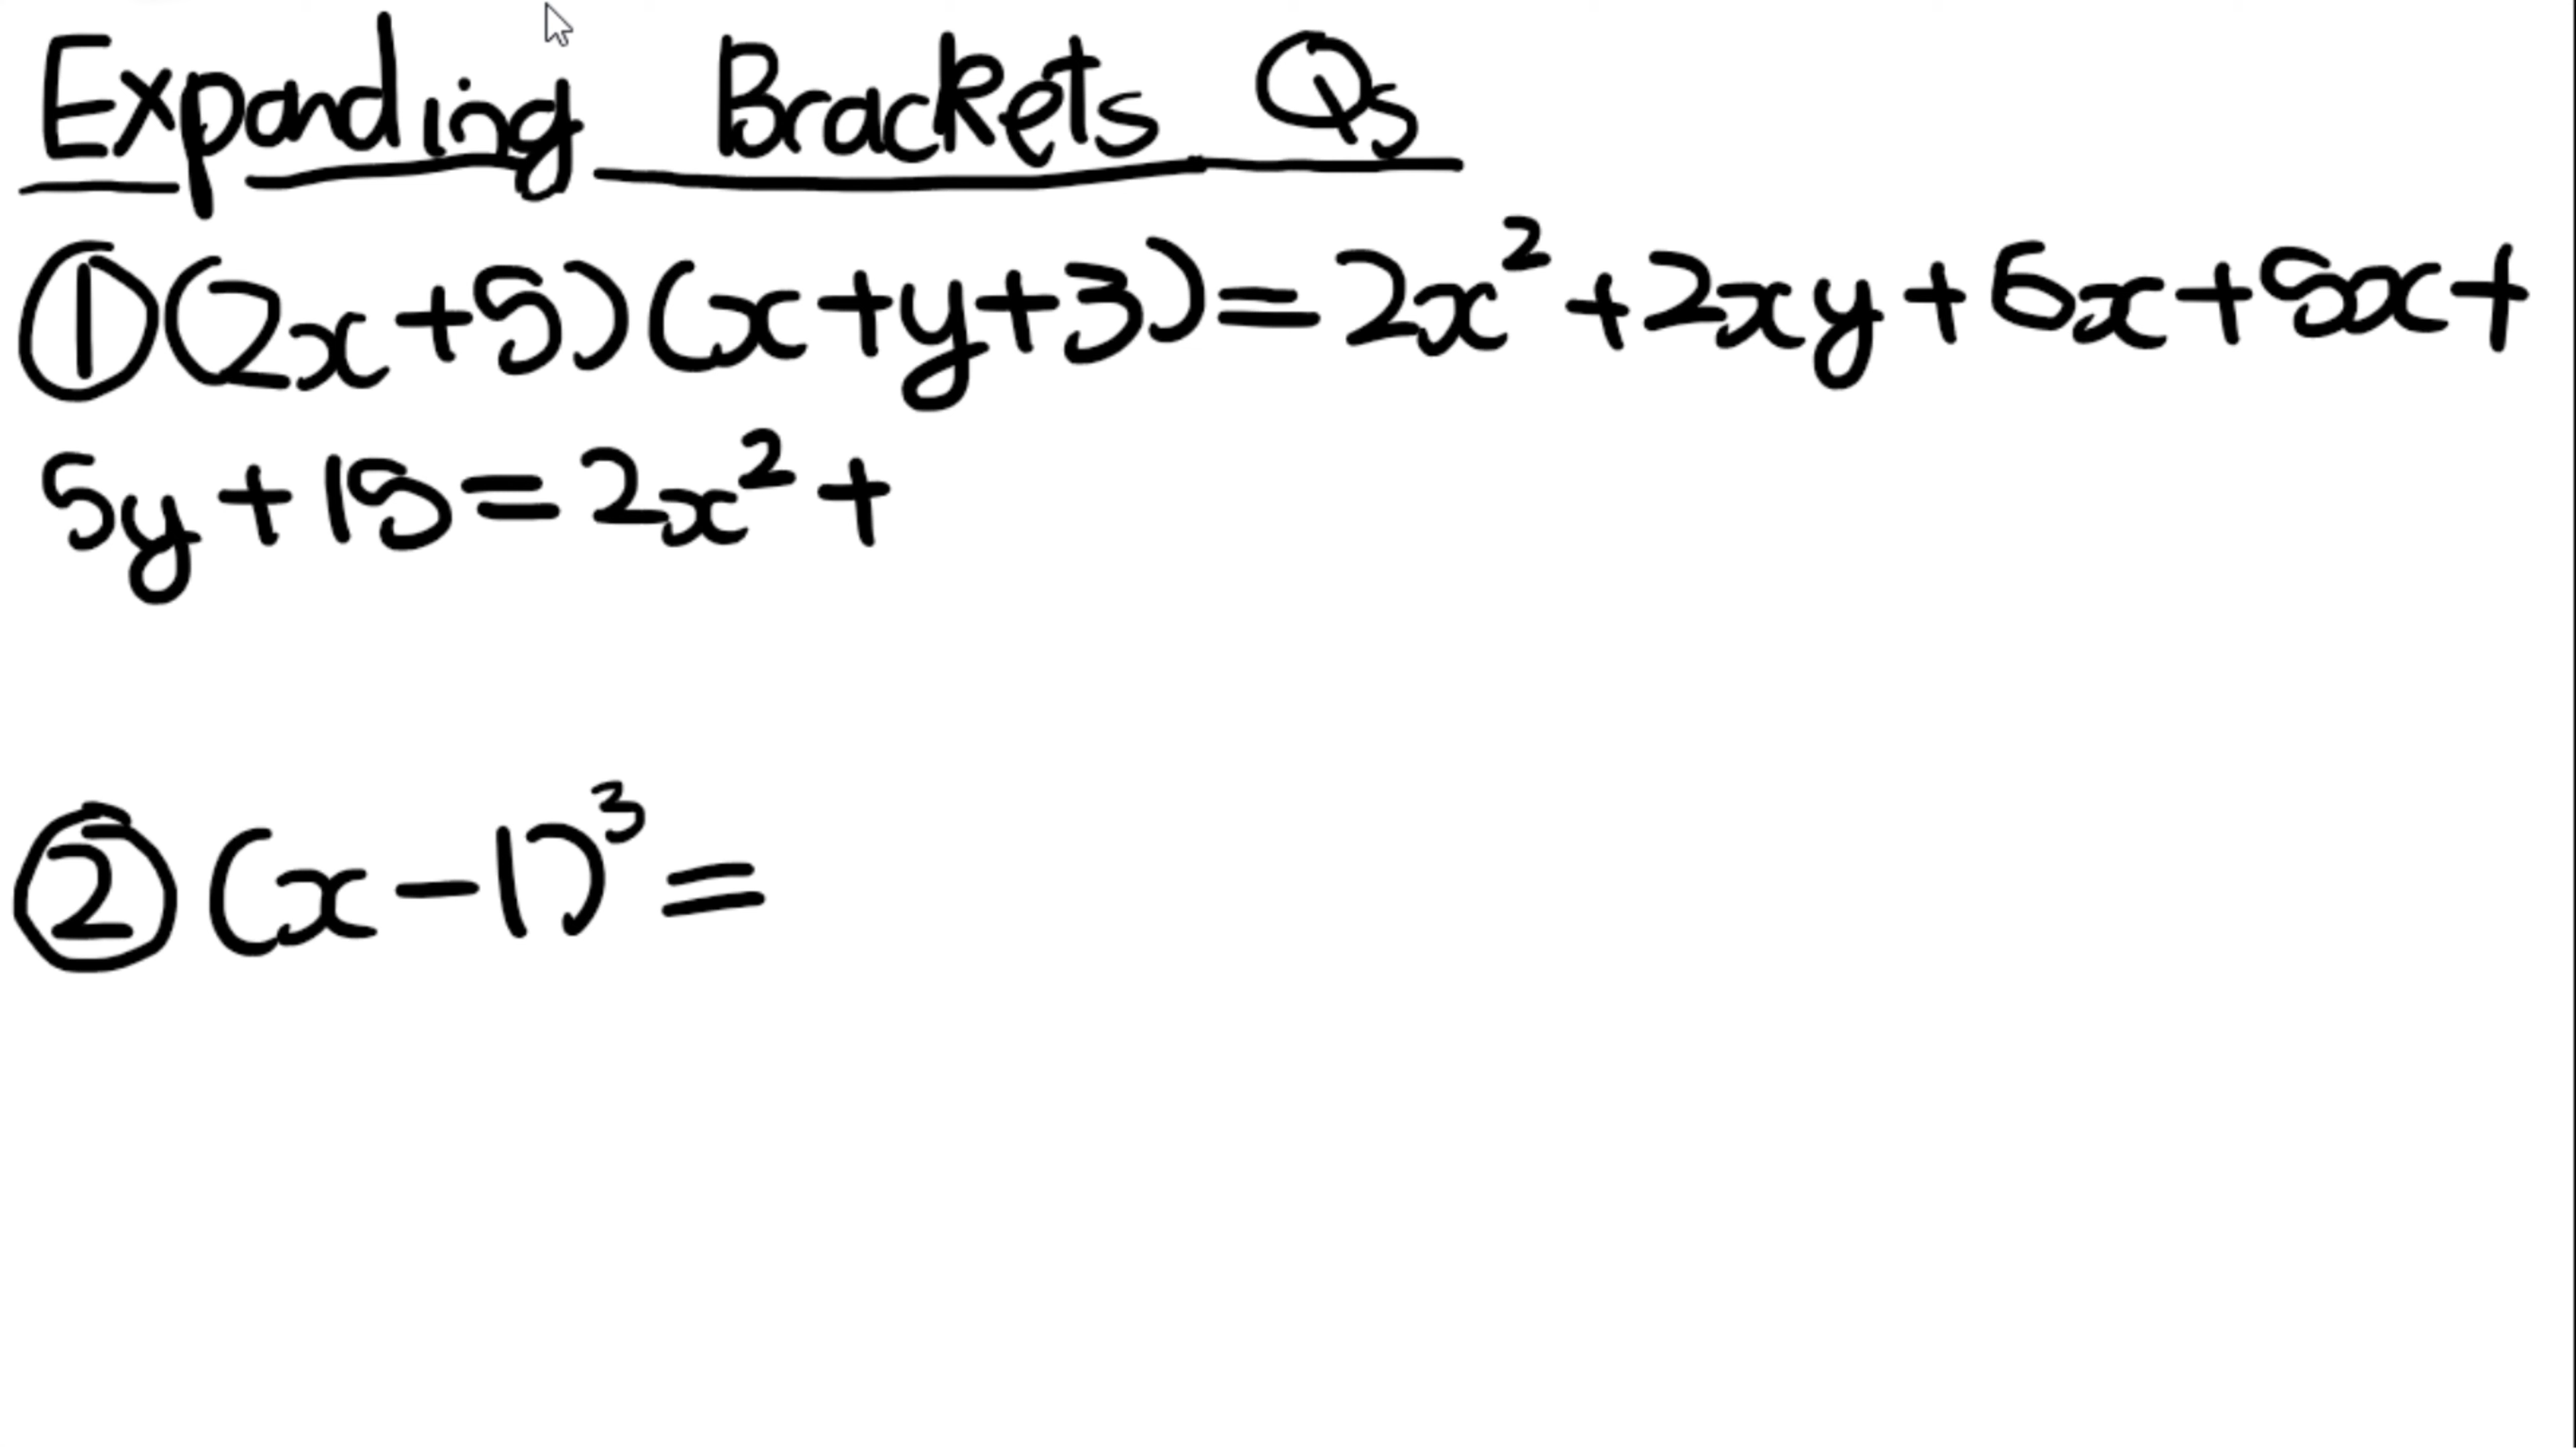 Expanding Brackets Qs
① (2x+5)(x+y+3)=2x²+2xy+6x+5x+
5y+15=2x²+
② (x-1)³=